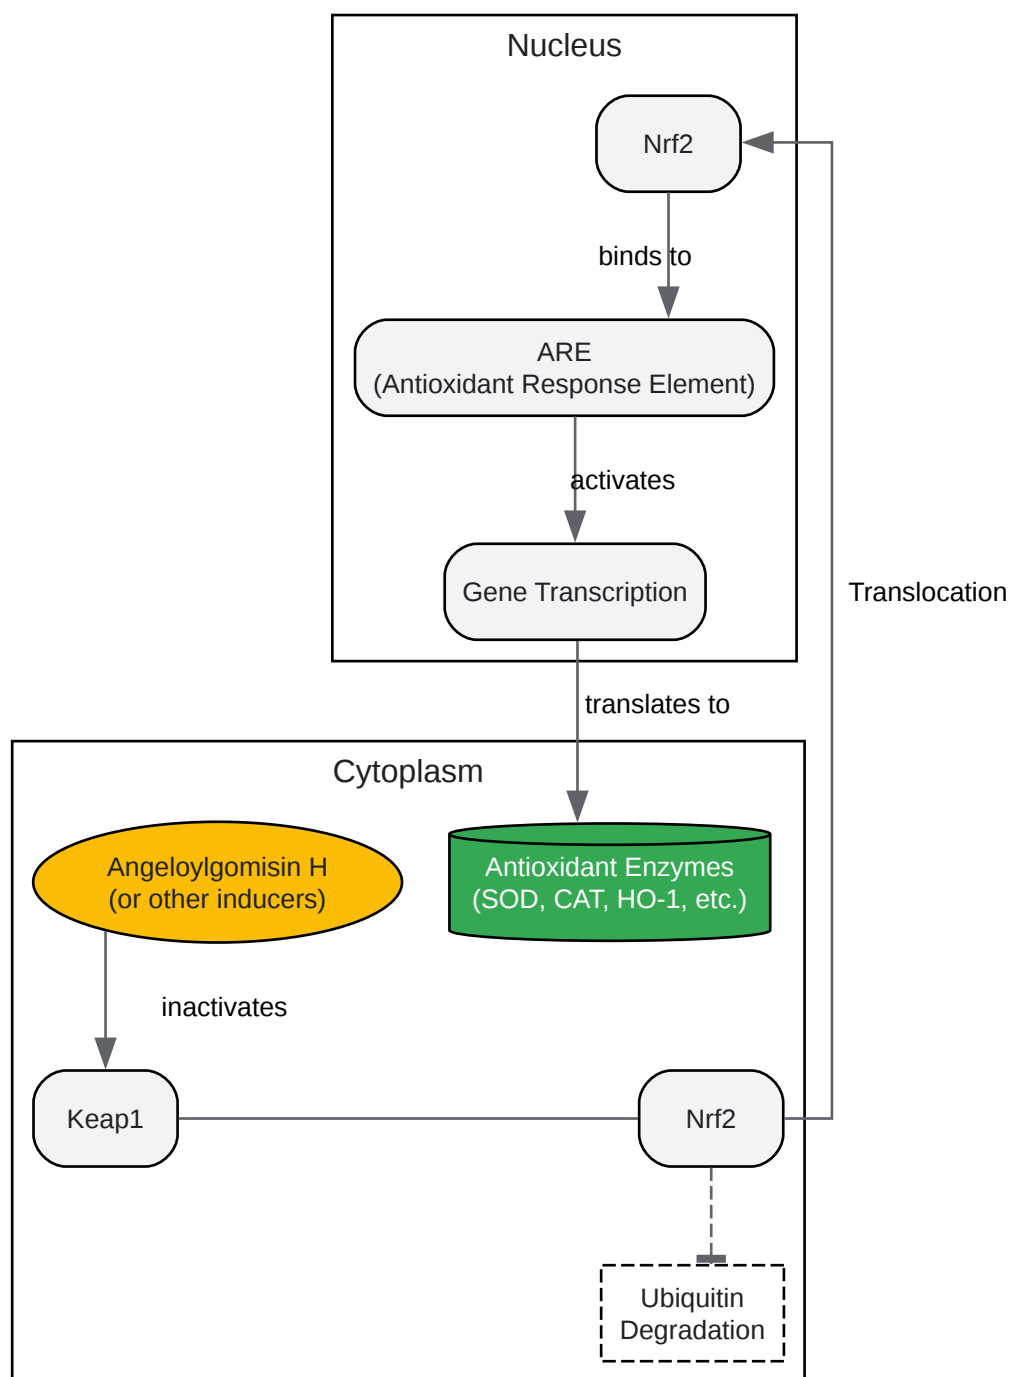 Nucleus
Nrf2
binds to
ARE
(Antioxidant Response Element)
activates
Gene Transcription
Translocation
translates to
Cytoplasm
Angeloylgomisin H
(or other inducers)
Antioxidant Enzymes
(SOD, CAT, HO-1, etc.)
inactivates
Keap1
Nrf2
Ubiquitin
Degradation